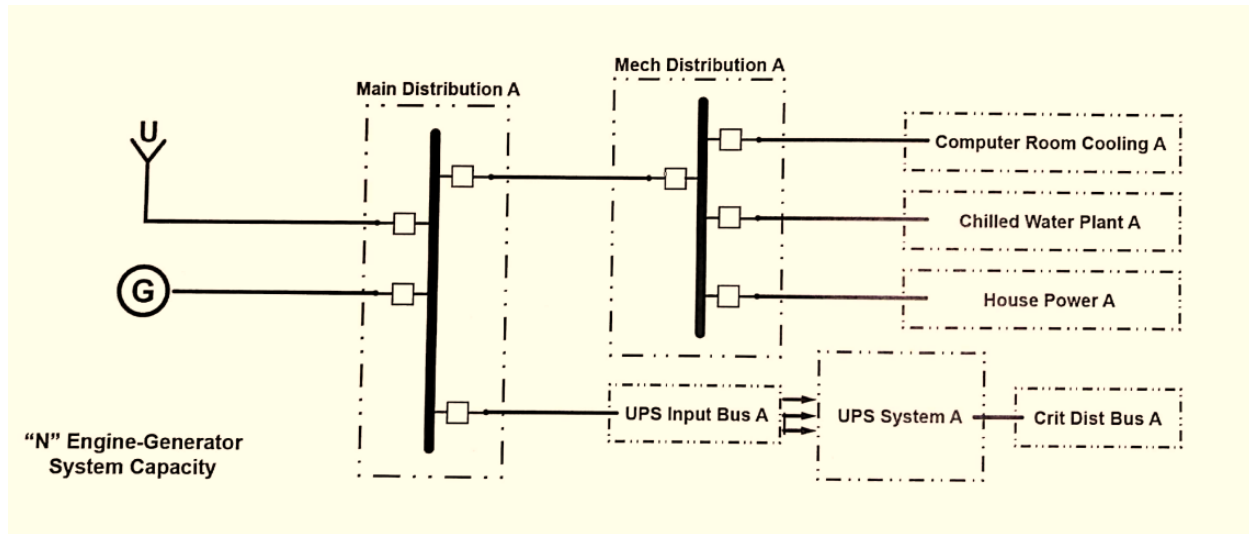 Mech Distribution A
Main Distribution A
U
Computer Room Cooling A
Chilled Water Plant A
G
House Power A
UPS Input Bus A
UPS System A
Crit Dist Bus A
“N” Engine-Generator
System Capacity